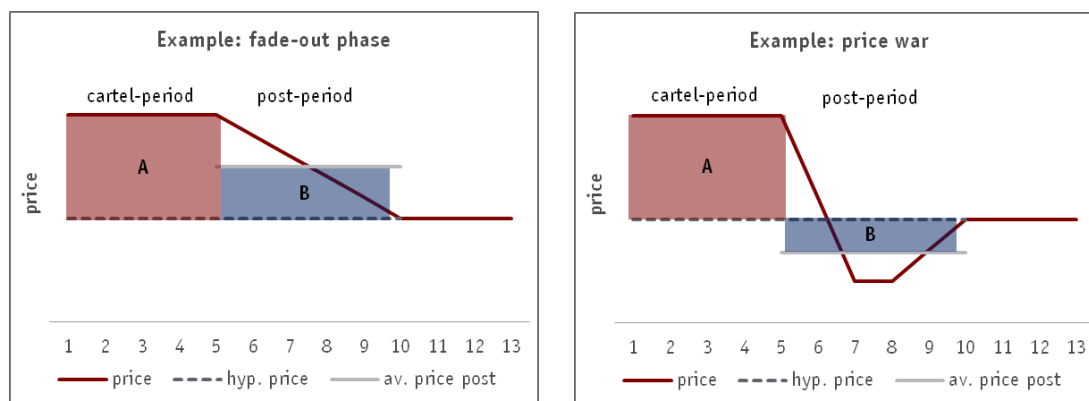 Example: fade-out phase
cartel-period post-period
A
B
price
1 2 3 4 5 6 7 8 9 10 11 12 13
price hyp. price av. price post
Example: price war
cartel-period post-period
A
B
price
1 2 3 4 5 6 7 8 9 10 11 12 13
price hyp. price av. price post